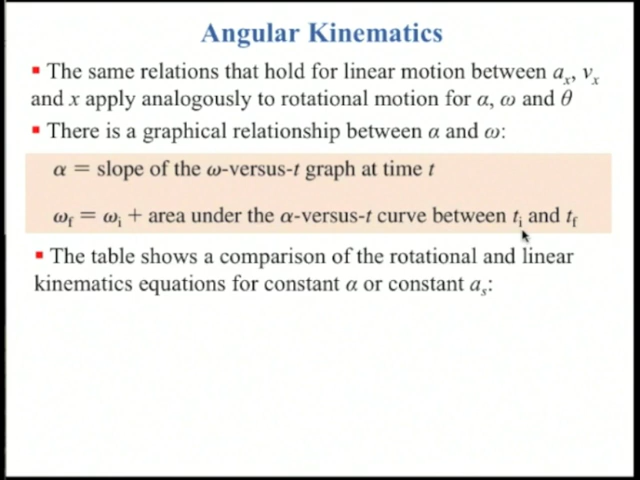 Angular Kinematics
▪ The same relations that hold for linear motion between aₓ, vₓ
and x apply analogously to rotational motion for α, ω and θ
▪ There is a graphical relationship between α and ω:
α = slope of the ω-versus-t graph at time t
ω_f = ω_i + area under the α-versus-t curve between t_i and t_f
▪ The table shows a comparison of the rotational and linear
kinematics equations for constant α or constant a_s: